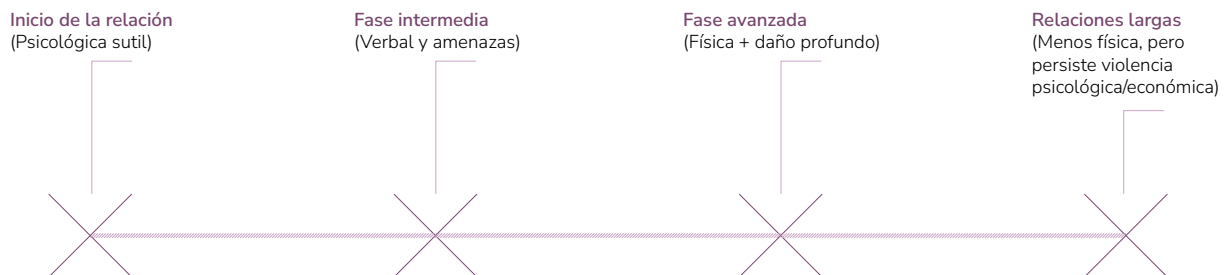 Inicio de la relación
(Psicológica sutil)
Fase intermedia
(Verbal y amenazas)
Fase avanzada
(Física + daño profundo)
Relaciones largas
(Menos física, pero
persiste violencia
psicológica/económica)